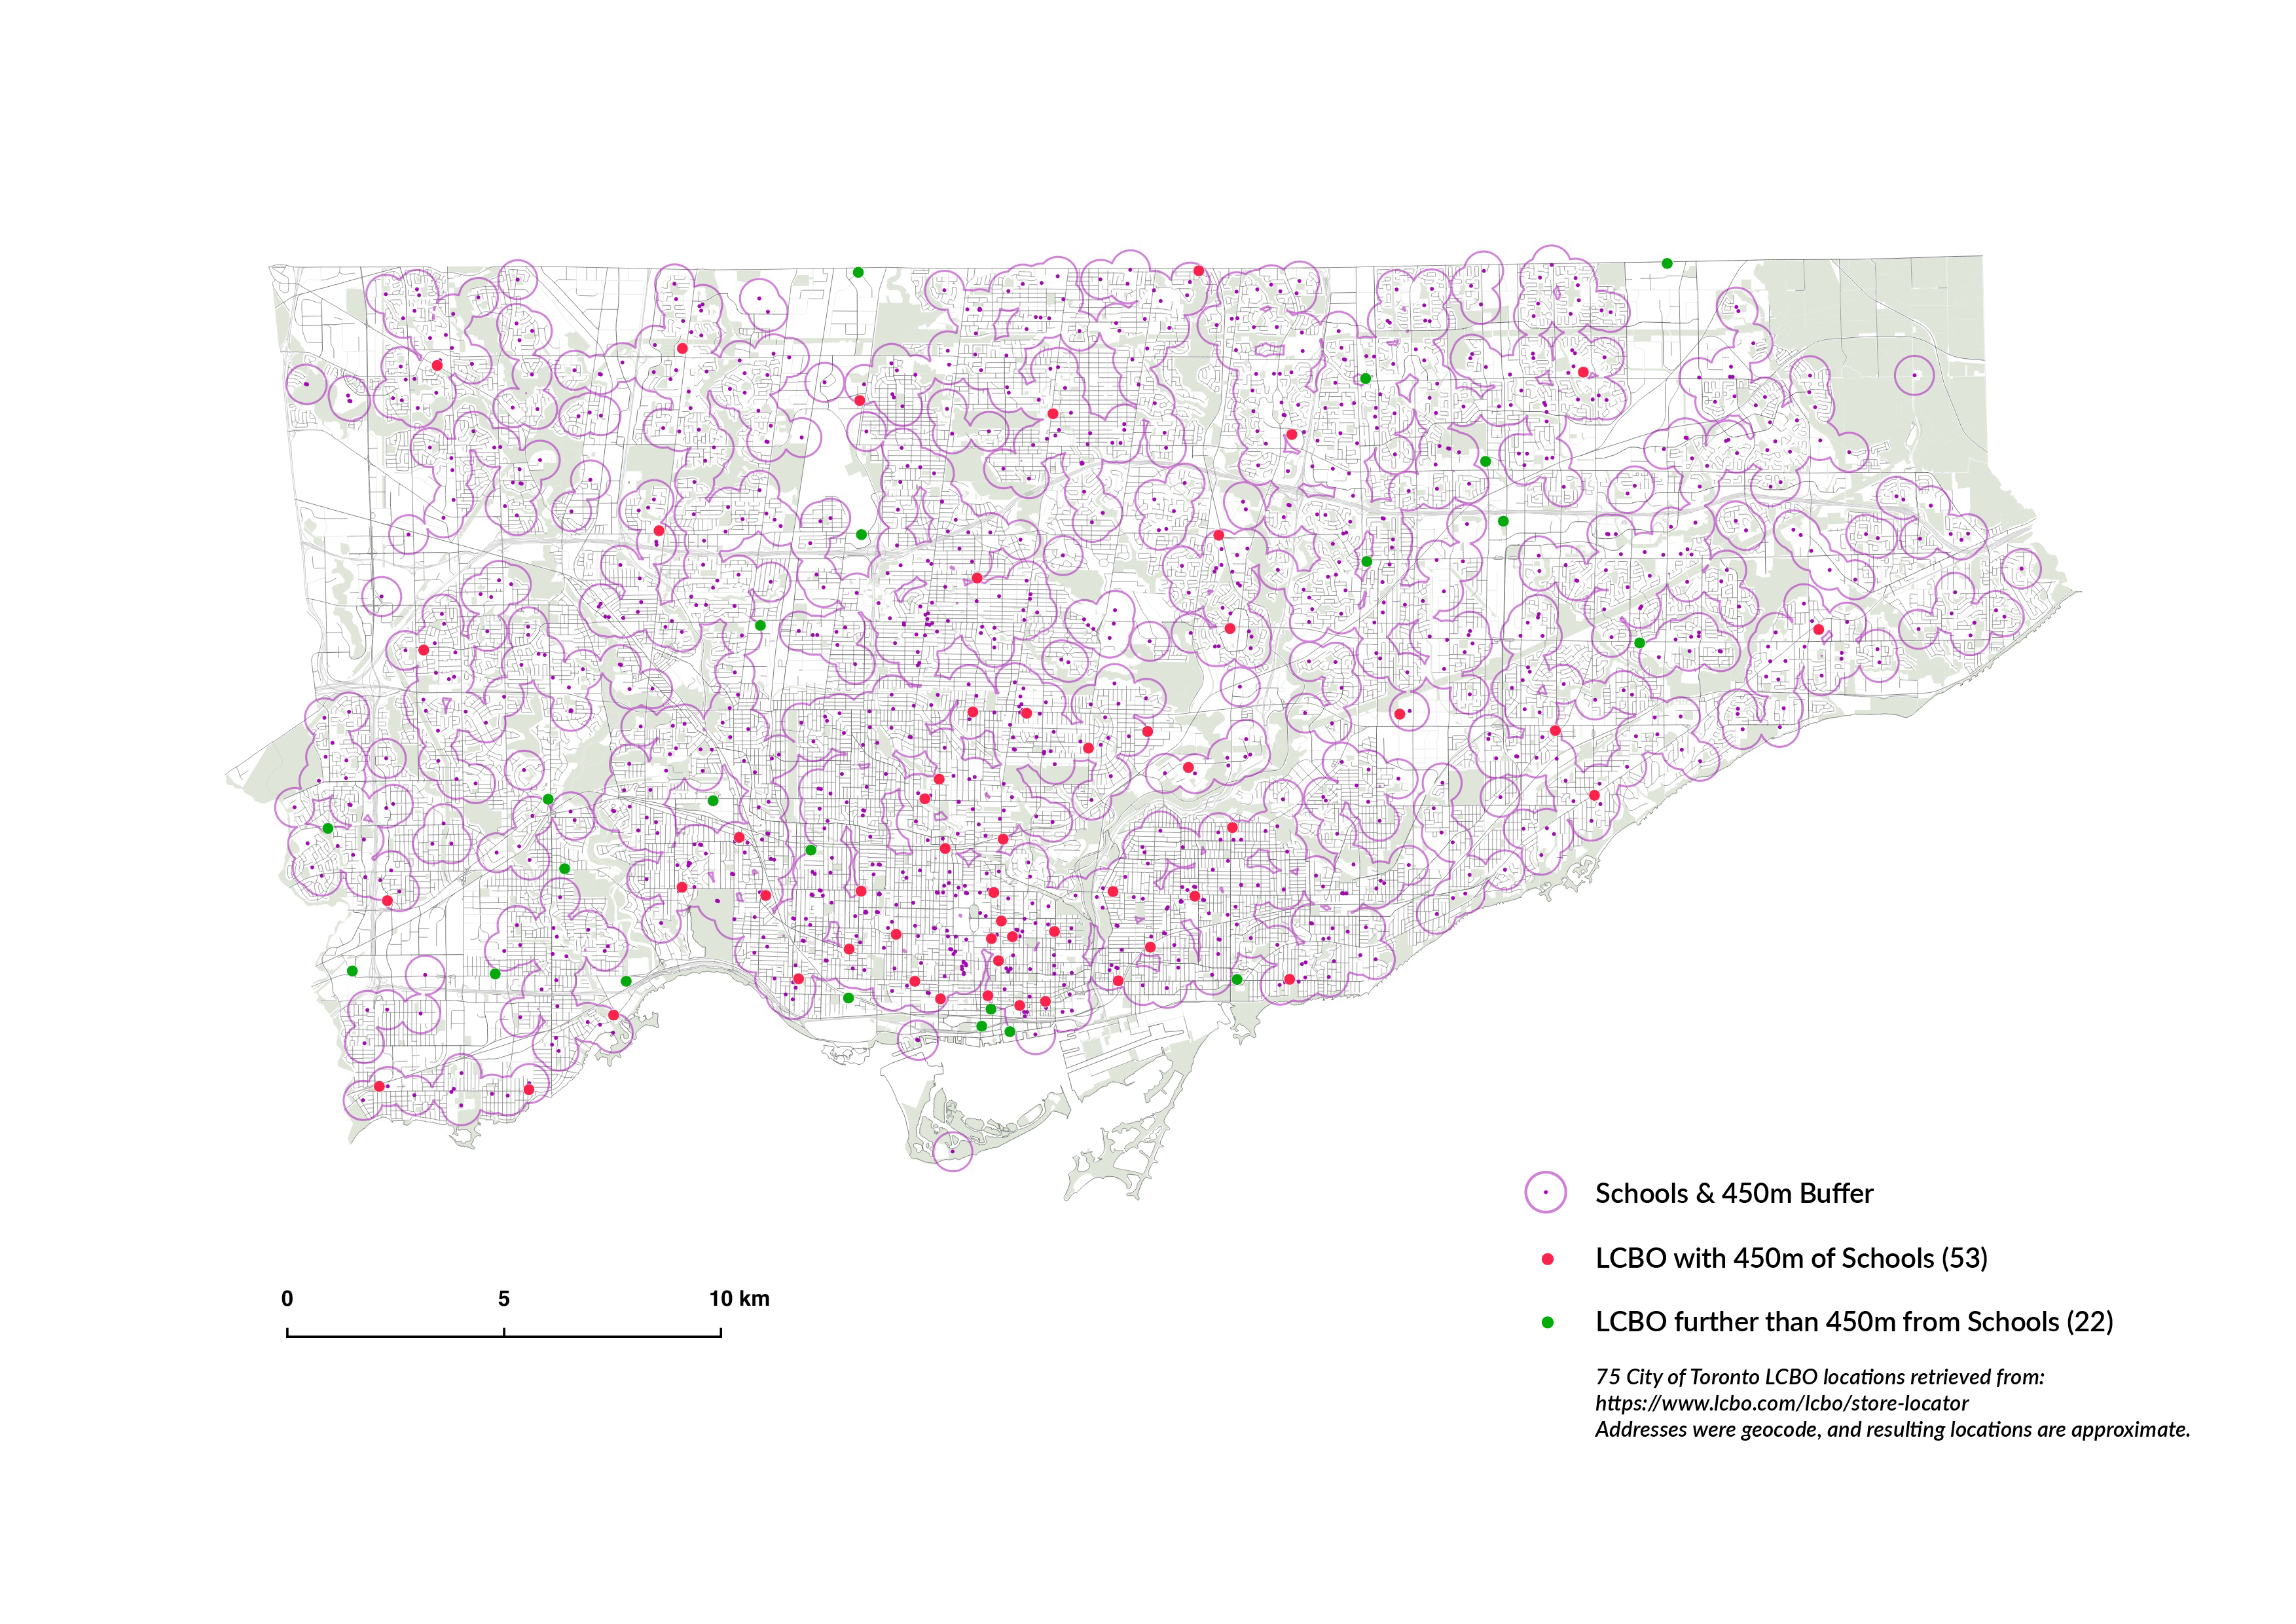 Schools & 450m Buffer
LCBO with 450m of Schools (53)
LCBO further than 450m from Schools (22)
75 City of Toronto LCBO locations retrieved from:
https://www.lcbo.com/lcbo/store-locator
Addresses were geocode, and resulting locations are approximate.
0 5 10 km